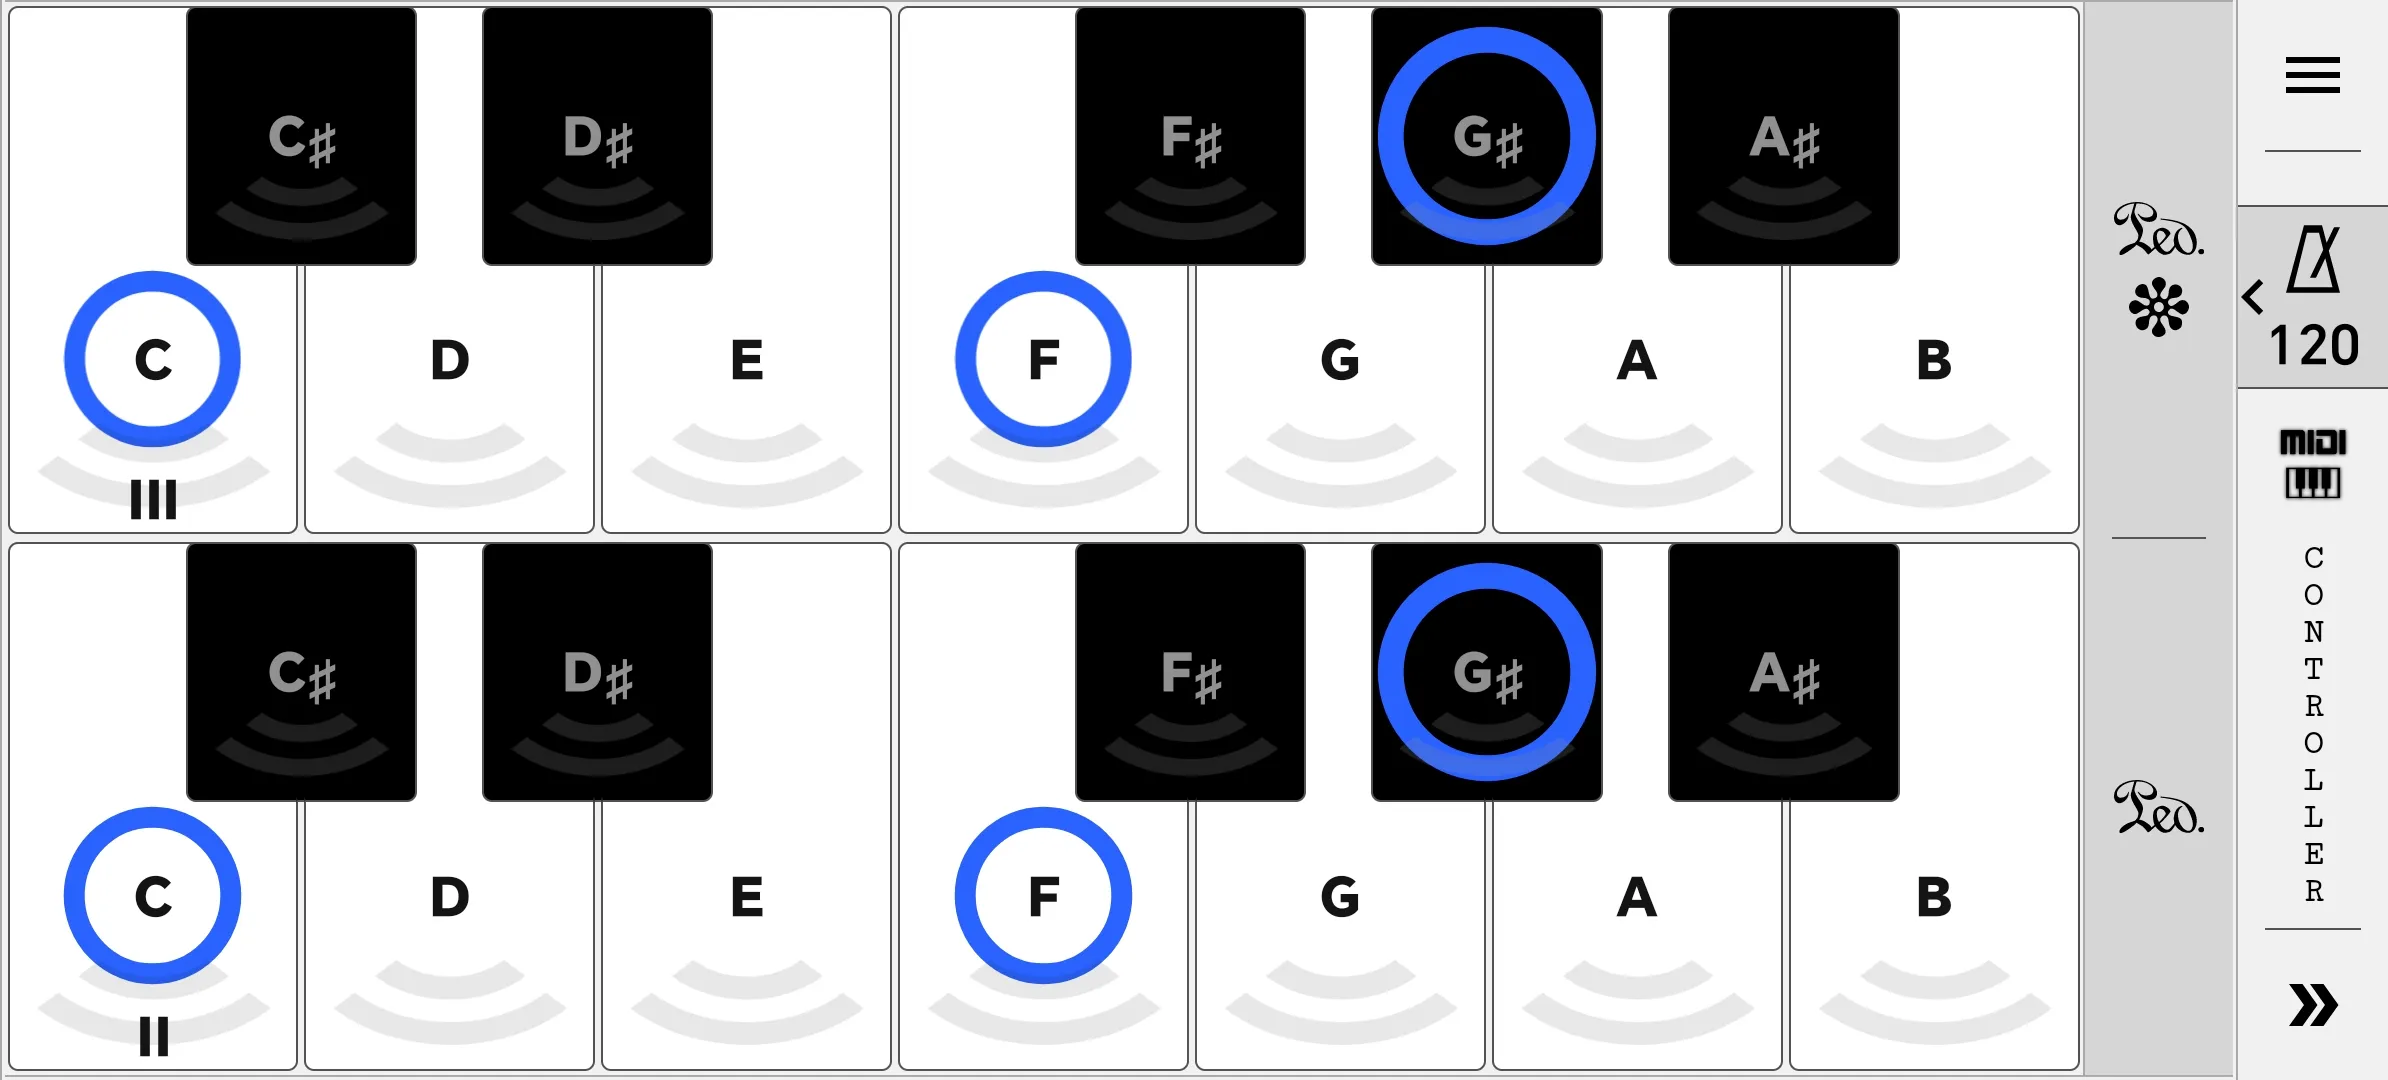 C♯ D♯ F♯ G♯ A♯
C D E F G A B
III
C♯ D♯ F♯ G♯ A♯
C D E F G A B
II
Ped.
Ped.
120
MIDI
CONTROLLER